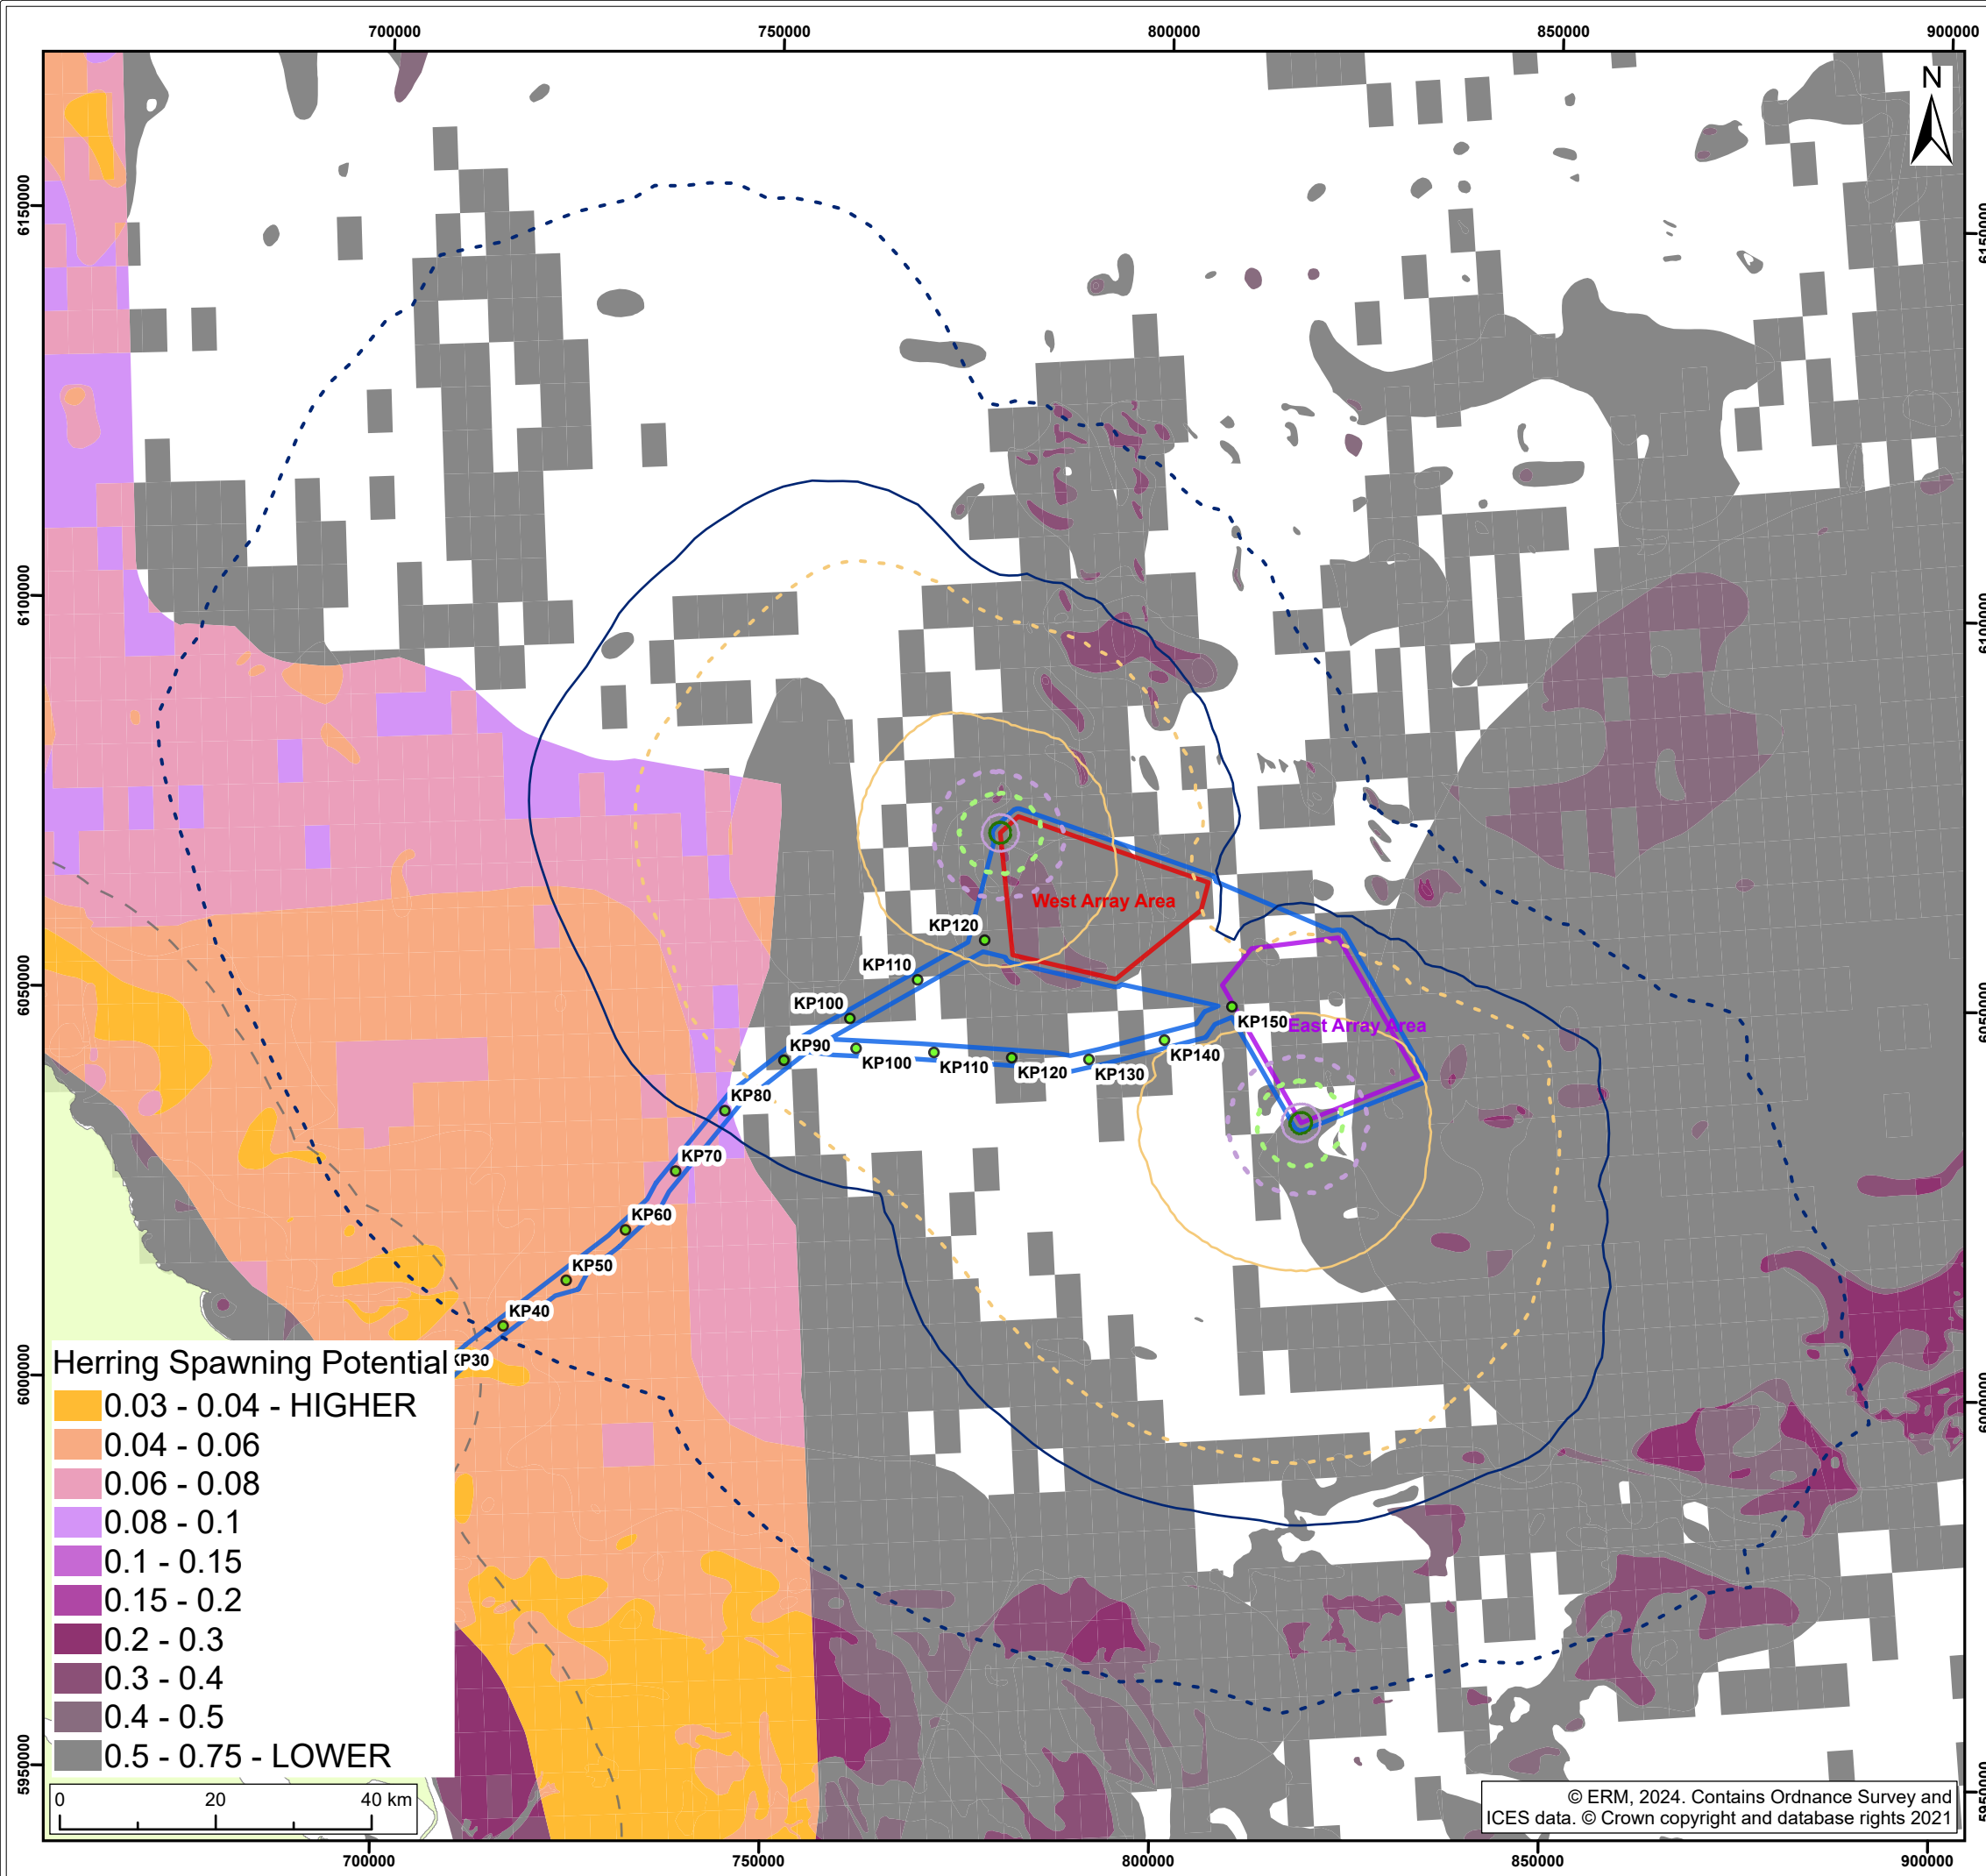 700000 750000 800000 850000 900000
N
6150000 6150000
6100000 6100000
West Array Area
KP120
KP110
6050000 6050000
KP100
KP150 East Array Area
KP90
KP100 KP110 KP120 KP130 KP140
KP80
KP70
KP60
KP50
KP40
KP30
6000000 6000000
Herring Spawning Potential
0.03 - 0.04 - HIGHER
0.04 - 0.06
0.06 - 0.08
0.08 - 0.1
0.1 - 0.15
0.15 - 0.2
0.2 - 0.3
0.3 - 0.4
0.4 - 0.5
0.5 - 0.75 - LOWER
5950000 5950000
0 20 40 km
© ERM, 2024. Contains Ordnance Survey and
ICES data. © Crown copyright and database rights 2021
700000 750000 800000 850000 900000